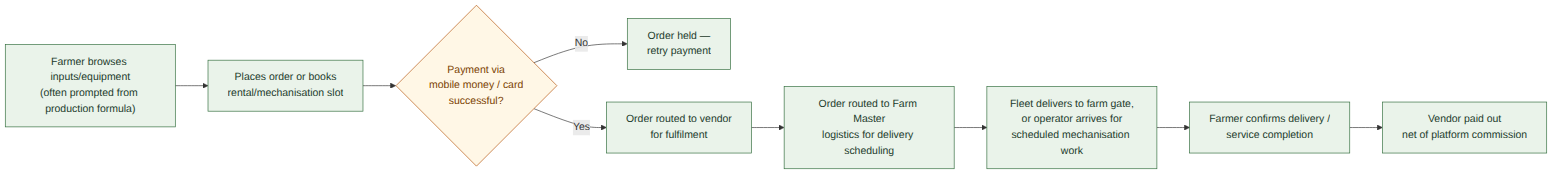 Farmer browses
inputs/equipment
(often prompted from
production formula)
Places order or books
rental/mechanisation slot
Payment via
mobile money / card
successful?
No
Order held —
retry payment
Yes
Order routed to vendor
for fulfilment
Order routed to Farm
Master
logistics for delivery
scheduling
Fleet delivers to farm gate,
or operator arrives for
scheduled mechanisation
work
Farmer confirms delivery /
service completion
Vendor paid out
net of platform commission